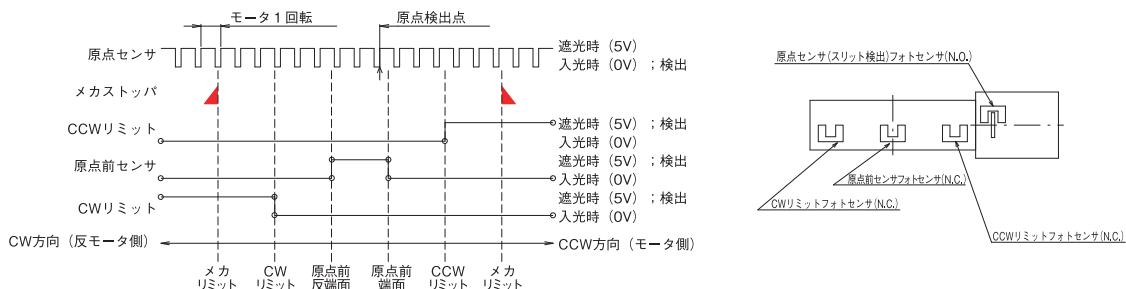 モータ1回転
原点検出点
原点センサ
遮光時（5V）
入光時（0V）；検出
メカストッパ
CCWリミット
遮光時（5V）；検出
入光時（0V）
原点前センサ
遮光時（5V）；検出
入光時（0V）
CWリミット
遮光時（5V）；検出
入光時（0V）
CW方向（反モータ側）
CCW方向（モータ側）
メカ
リミット
CW
リミット
原点前
反端面
原点前
端面
CCW
リミット
メカ
リミット
原点センサ(スリット検出)フォトセンサ(N.O.)
原点前センサフォトセンサ(N.C.)
CWリミットフォトセンサ(N.C.)
CCWリミットフォトセンサ(N.C.)